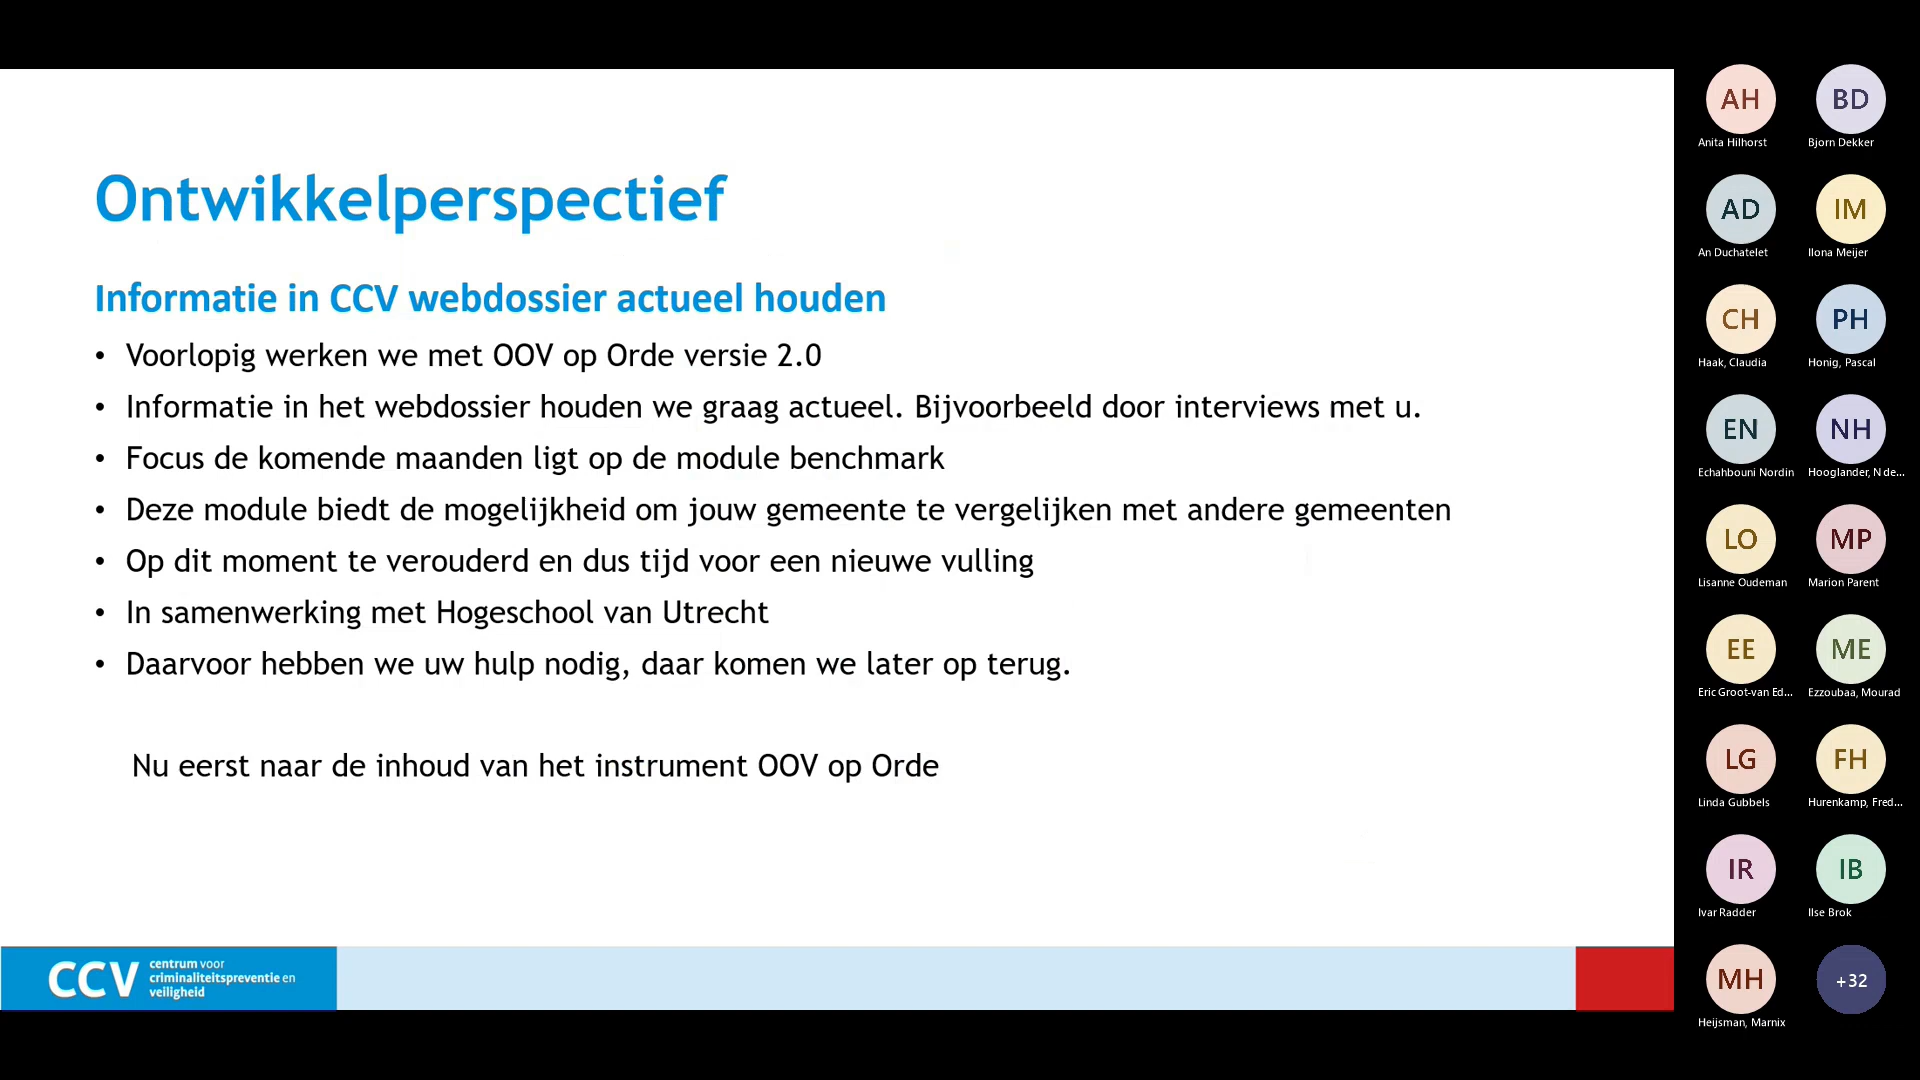 Ontwikkelperspectief
Informatie in CCV webdossier actueel houden
• Voorlopig werken we met OOV op Orde versie 2.0
• Informatie in het webdossier houden we graag actueel. Bijvoorbeeld door interviews met u.
• Focus de komende maanden ligt op de module benchmark
• Deze module biedt de mogelijkheid om jouw gemeente te vergelijken met andere gemeenten
• Op dit moment te verouderd en dus tijd voor een nieuwe vulling
• In samenwerking met Hogeschool van Utrecht
• Daarvoor hebben we uw hulp nodig, daar komen we later op terug.
Nu eerst naar de inhoud van het instrument OOV op Orde
CCV
centrum voor
criminaliteitspreventie en
veiligheid
AH
BD
Anita Hilhorst
Bjorn Dekker
AD
IM
An Duchatelet
Ilona Meijer
CH
PH
Haak, Claudia
Honig, Pascal
EN
NH
Echahbouni Nordin
Hooglander, N de...
LO
MP
Lisanne Oudeman
Marion Parent
EE
ME
Eric Groot-van Ed...
Ezzoubaa, Mourad
LG
FH
Linda Gubbels
Hurenkamp, Fred...
IR
IB
Ivar Radder
Ilse Brok
MH
+32
Heijsman, Marnix